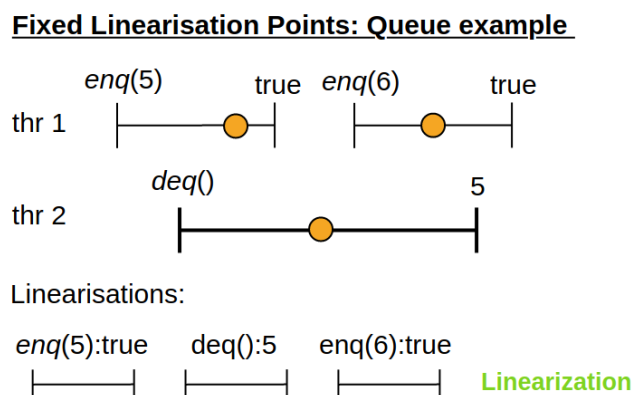 Fixed Linearisation Points: Queue example
enq(5) true enq(6) true
thr 1
deq() 5
thr 2
Linearisations:
enq(5):true deq():5 enq(6):true
Linearization